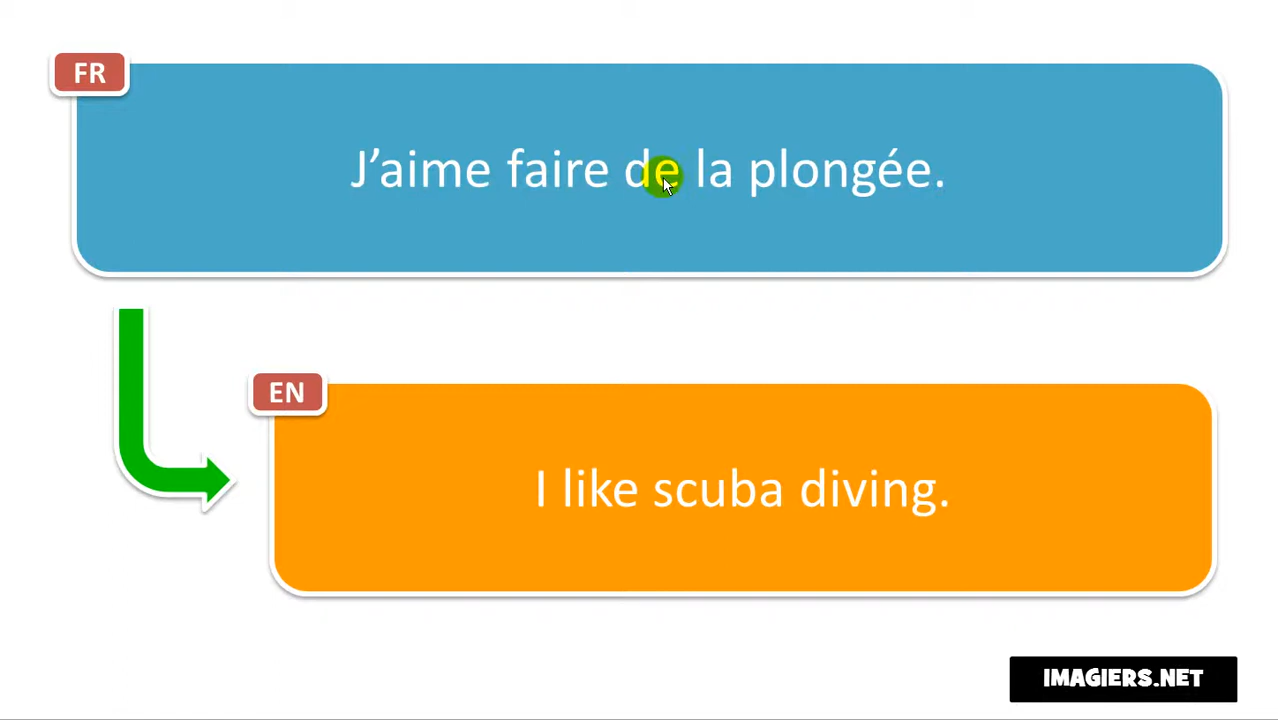 FR
J’aime faire de la plongée.
EN
I like scuba diving.
IMAGIERS.NET